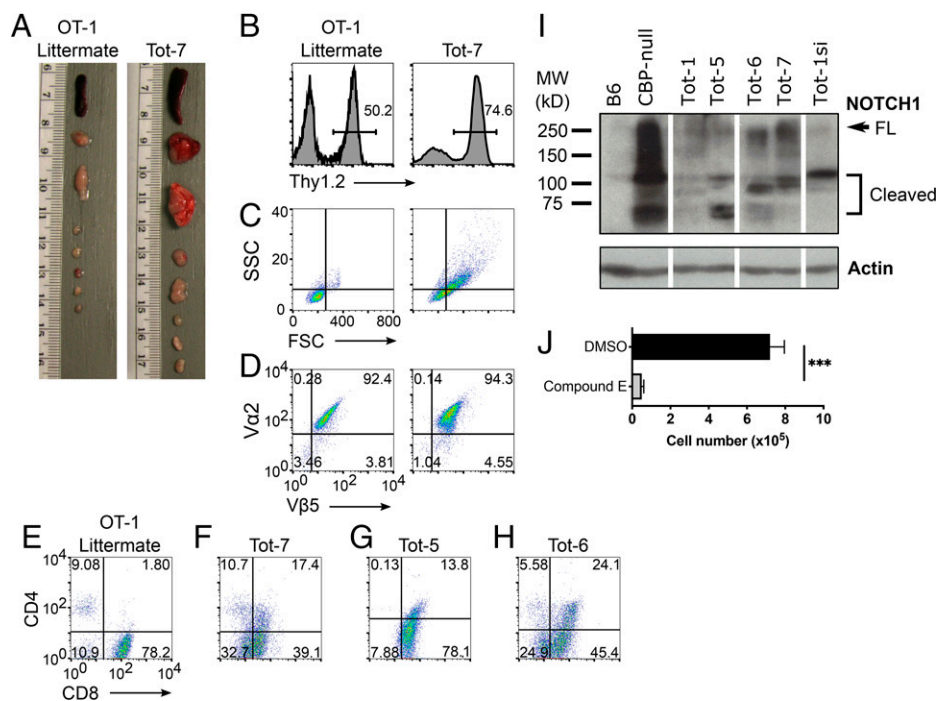 A
OT-1
Littermate
Tot-7
6
7
8
9
10
11
12
13
14
15
16
17
B
OT-1
Littermate
Tot-7
50.2
74.6
Thy1.2
C
SSC
40
20
0
0 400 800
FSC
D
Vα2
10⁴
10²
10⁰
0.28 92.4
3.46 3.81
0.14 94.3
1.04 4.55
10⁰ 10² 10⁴
Vβ5
E
OT-1
Littermate
CD4
10⁴
10²
10⁰
9.08 1.80
10.9 78.2
10⁰ 10² 10⁴
CD8
F
Tot-7
10.7 17.4
32.7 39.1
G
Tot-5
0.13 13.8
7.88 78.1
H
Tot-6
5.58 24.1
24.9 45.4
I
MW
(kD)
B6
CBP-null
Tot-1
Tot-5
Tot-6
Tot-7
Tot-1si
NOTCH1
250
150
100
75
FL
Cleaved
Actin
J
DMSO
Compound E
***
0 2 4 6 8 10
Cell number (x10⁵)